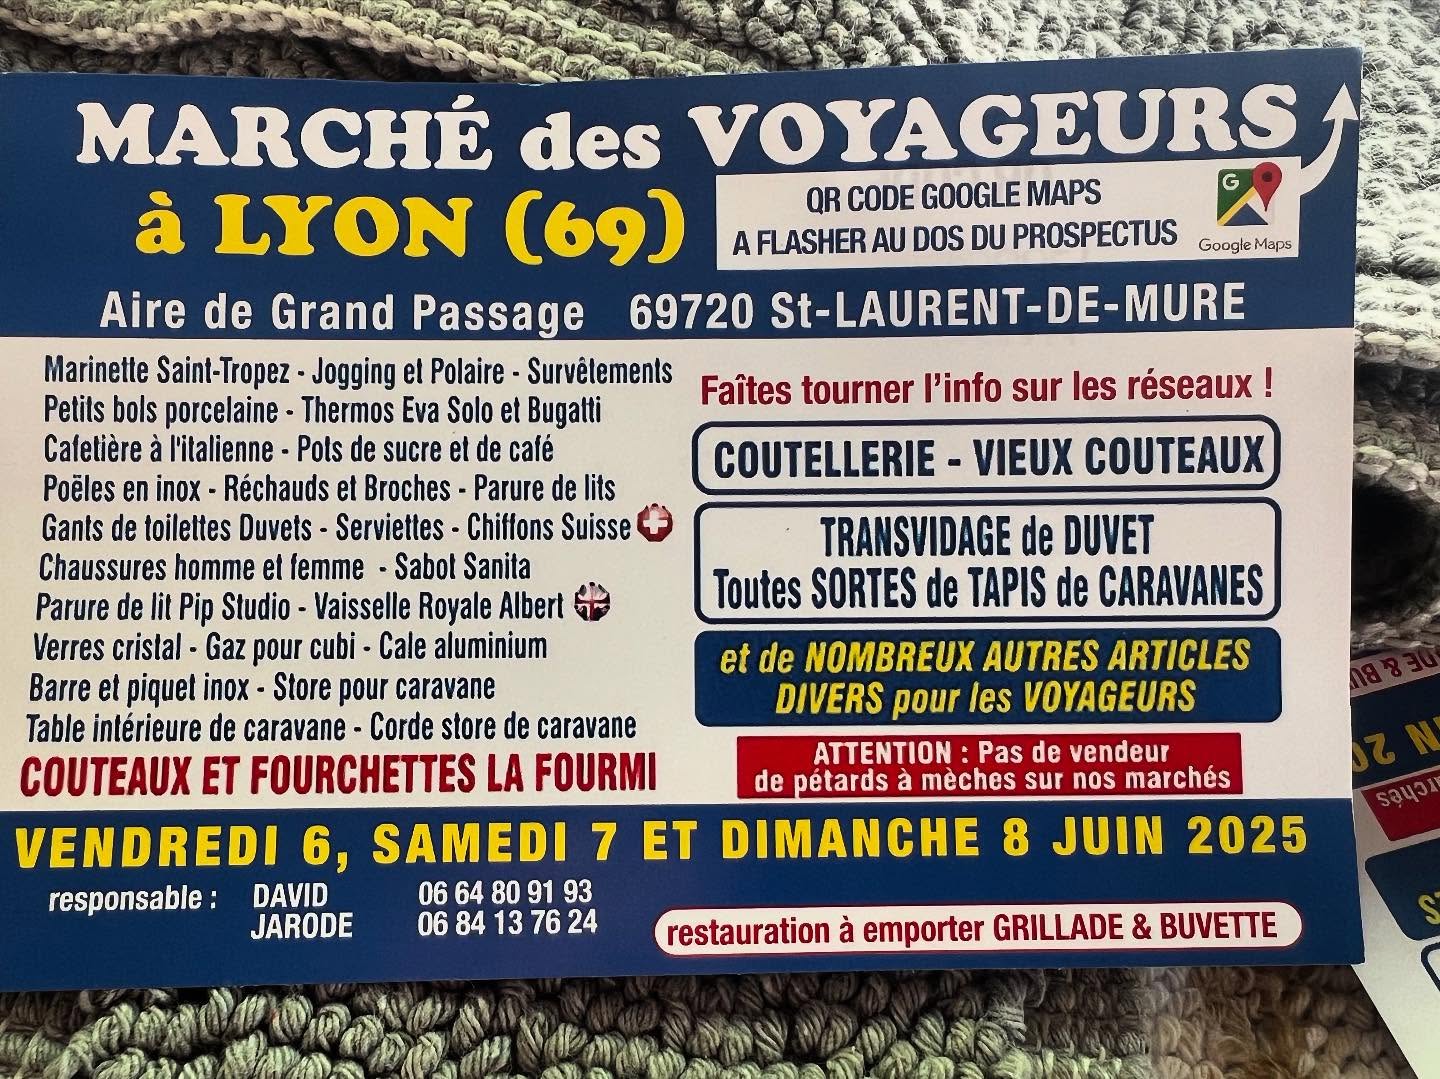 MARCHÉ des VOYAGEURS
à LYON (69)
QR CODE GOOGLE MAPS
A FLASHER AU DOS DU PROSPECTUS
G
Google Maps
Aire de Grand Passage 69720 St-LAURENT-DE-MURE
Marinette Saint-Tropez - Jogging et Polaire - Survêtements
Petits bols porcelaine - Thermos Eva Solo et Bugatti
Cafetière à l'italienne - Pots de sucre et de café
Poëles en inox - Réchauds et Broches - Parure de lits
Gants de toilettes Duvets - Serviettes - Chiffons Suisse
Chaussures homme et femme - Sabot Sanita
Parure de lit Pip Studio - Vaisselle Royale Albert
Verres cristal - Gaz pour cubi - Cale aluminium
Barre et piquet inox - Store pour caravane
Table intérieure de caravane - Corde store de caravane
COUTEAUX ET FOURCHETTES LA FOURMI
Faîtes tourner l'info sur les réseaux !
COUTELLERIE - VIEUX COUTEAUX
TRANSVIDAGE de DUVET
Toutes SORTES de TAPIS de CARAVANES
et de NOMBREUX AUTRES ARTICLES
DIVERS pour les VOYAGEURS
ATTENTION : Pas de vendeur
de pétards à mèches sur nos marchés
VENDREDI 6, SAMEDI 7 ET DIMANCHE 8 JUIN 2025
responsable : DAVID 06 64 80 91 93
JARODE 06 84 13 76 24
restauration à emporter GRILLADE & BUVETTE